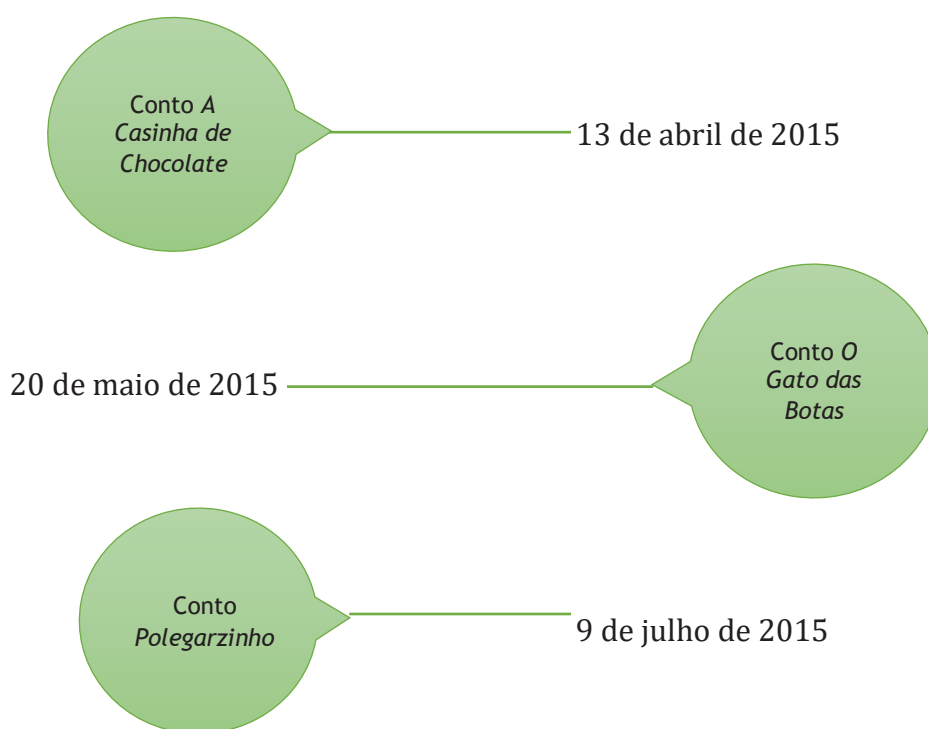 Conto A
Casinha de
Chocolate
13 de abril de 2015
20 de maio de 2015
Conto O
Gato das
Botas
Conto
Polegarzinho
9 de julho de 2015